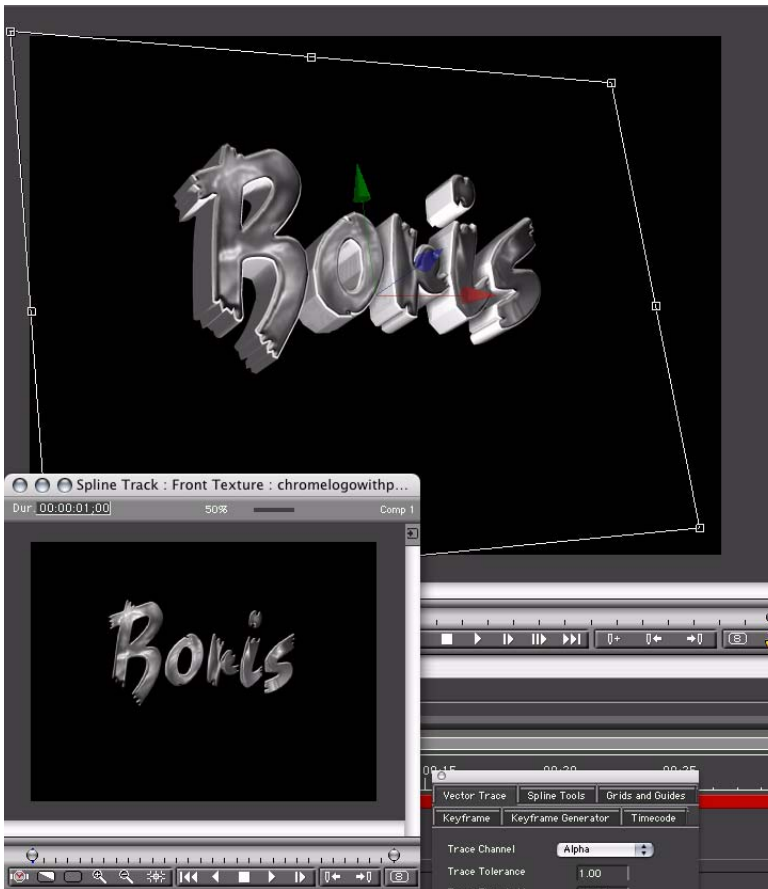 Boris
Spline Track : Front Texture : chromelogowithp...
Dur 00:00:01;00 50% Comp 1
Boris
00:15 00:20 00:25
Vector Trace Spline Tools Grids and Guides
Keyframe Keyframe Generator Timecode
Trace Channel Alpha
Trace Tolerance 1.00